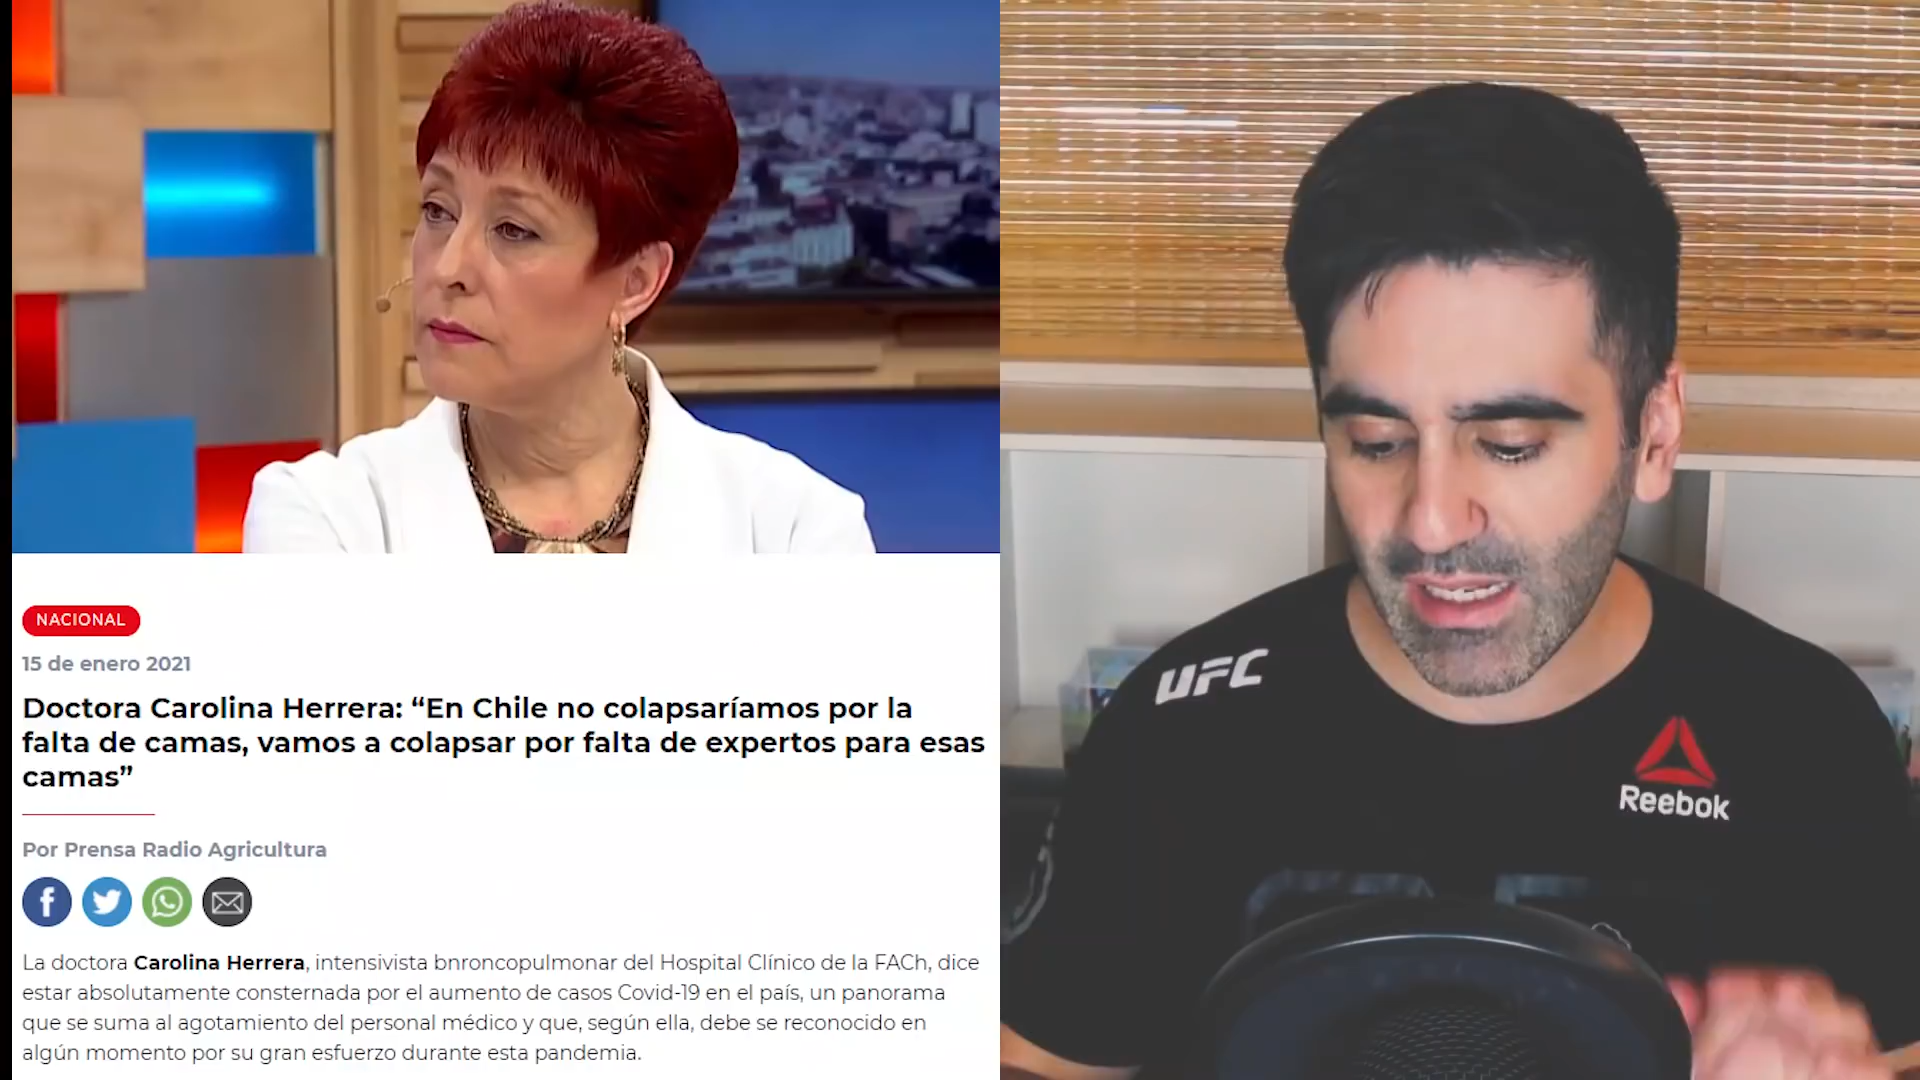 NACIONAL
15 de enero 2021
Doctora Carolina Herrera: “En Chile no colapsaríamos por la
falta de camas, vamos a colapsar por falta de expertos para esas
camas”
Por Prensa Radio Agricultura
La doctora Carolina Herrera, intensivista bnroncopulmonar del Hospital Clínico de la FACh, dice
estar absolutamente consternada por el aumento de casos Covid-19 en el país, un panorama
que se suma al agotamiento del personal médico y que, según ella, debe se reconocido en
algún momento por su gran esfuerzo durante esta pandemia.
UFC
Reebok